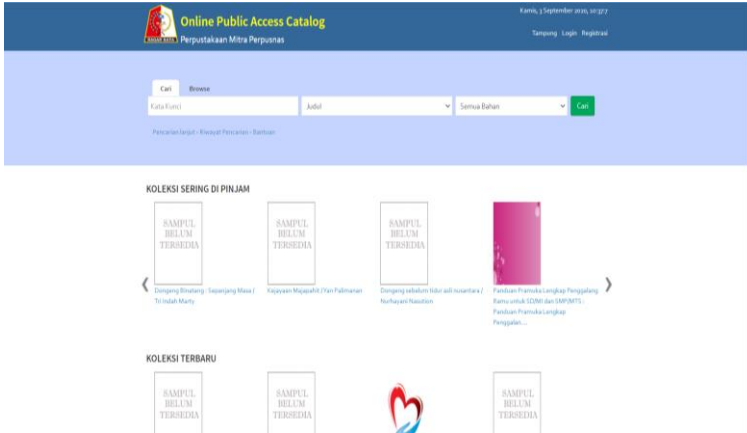 Kamis, 3 September 2020, 10:37:7
Online Public Access Catalog
Perpustakaan Mitra Perpusnas
Tampung Login Registrasi
Cari Browse
Kata Kunci Judul Semua Bahan Cari
Pencarian lanjut - Riwayat Pencarian - Bantuan
KOLEKSI SERING DI PINJAM
SAMPUL BELUM TERSEDIA
SAMPUL BELUM TERSEDIA
SAMPUL BELUM TERSEDIA
Dongeng Binatang : Sepanjang Masa /
Tri Indah Marty
Kejayaan Majapahit / Yan Palimanan
Dongeng sebelum tidur asli nusantara /
Nurhayani Nasution
Panduan Pramuka Lengkap Penggalang
Ramu untuk SD/MI dan SMP/MTS :
Panduan Pramuka Lengkap
Penggalan ...
KOLEKSI TERBARU
SAMPUL BELUM TERSEDIA
SAMPUL BELUM TERSEDIA
SAMPUL BELUM TERSEDIA